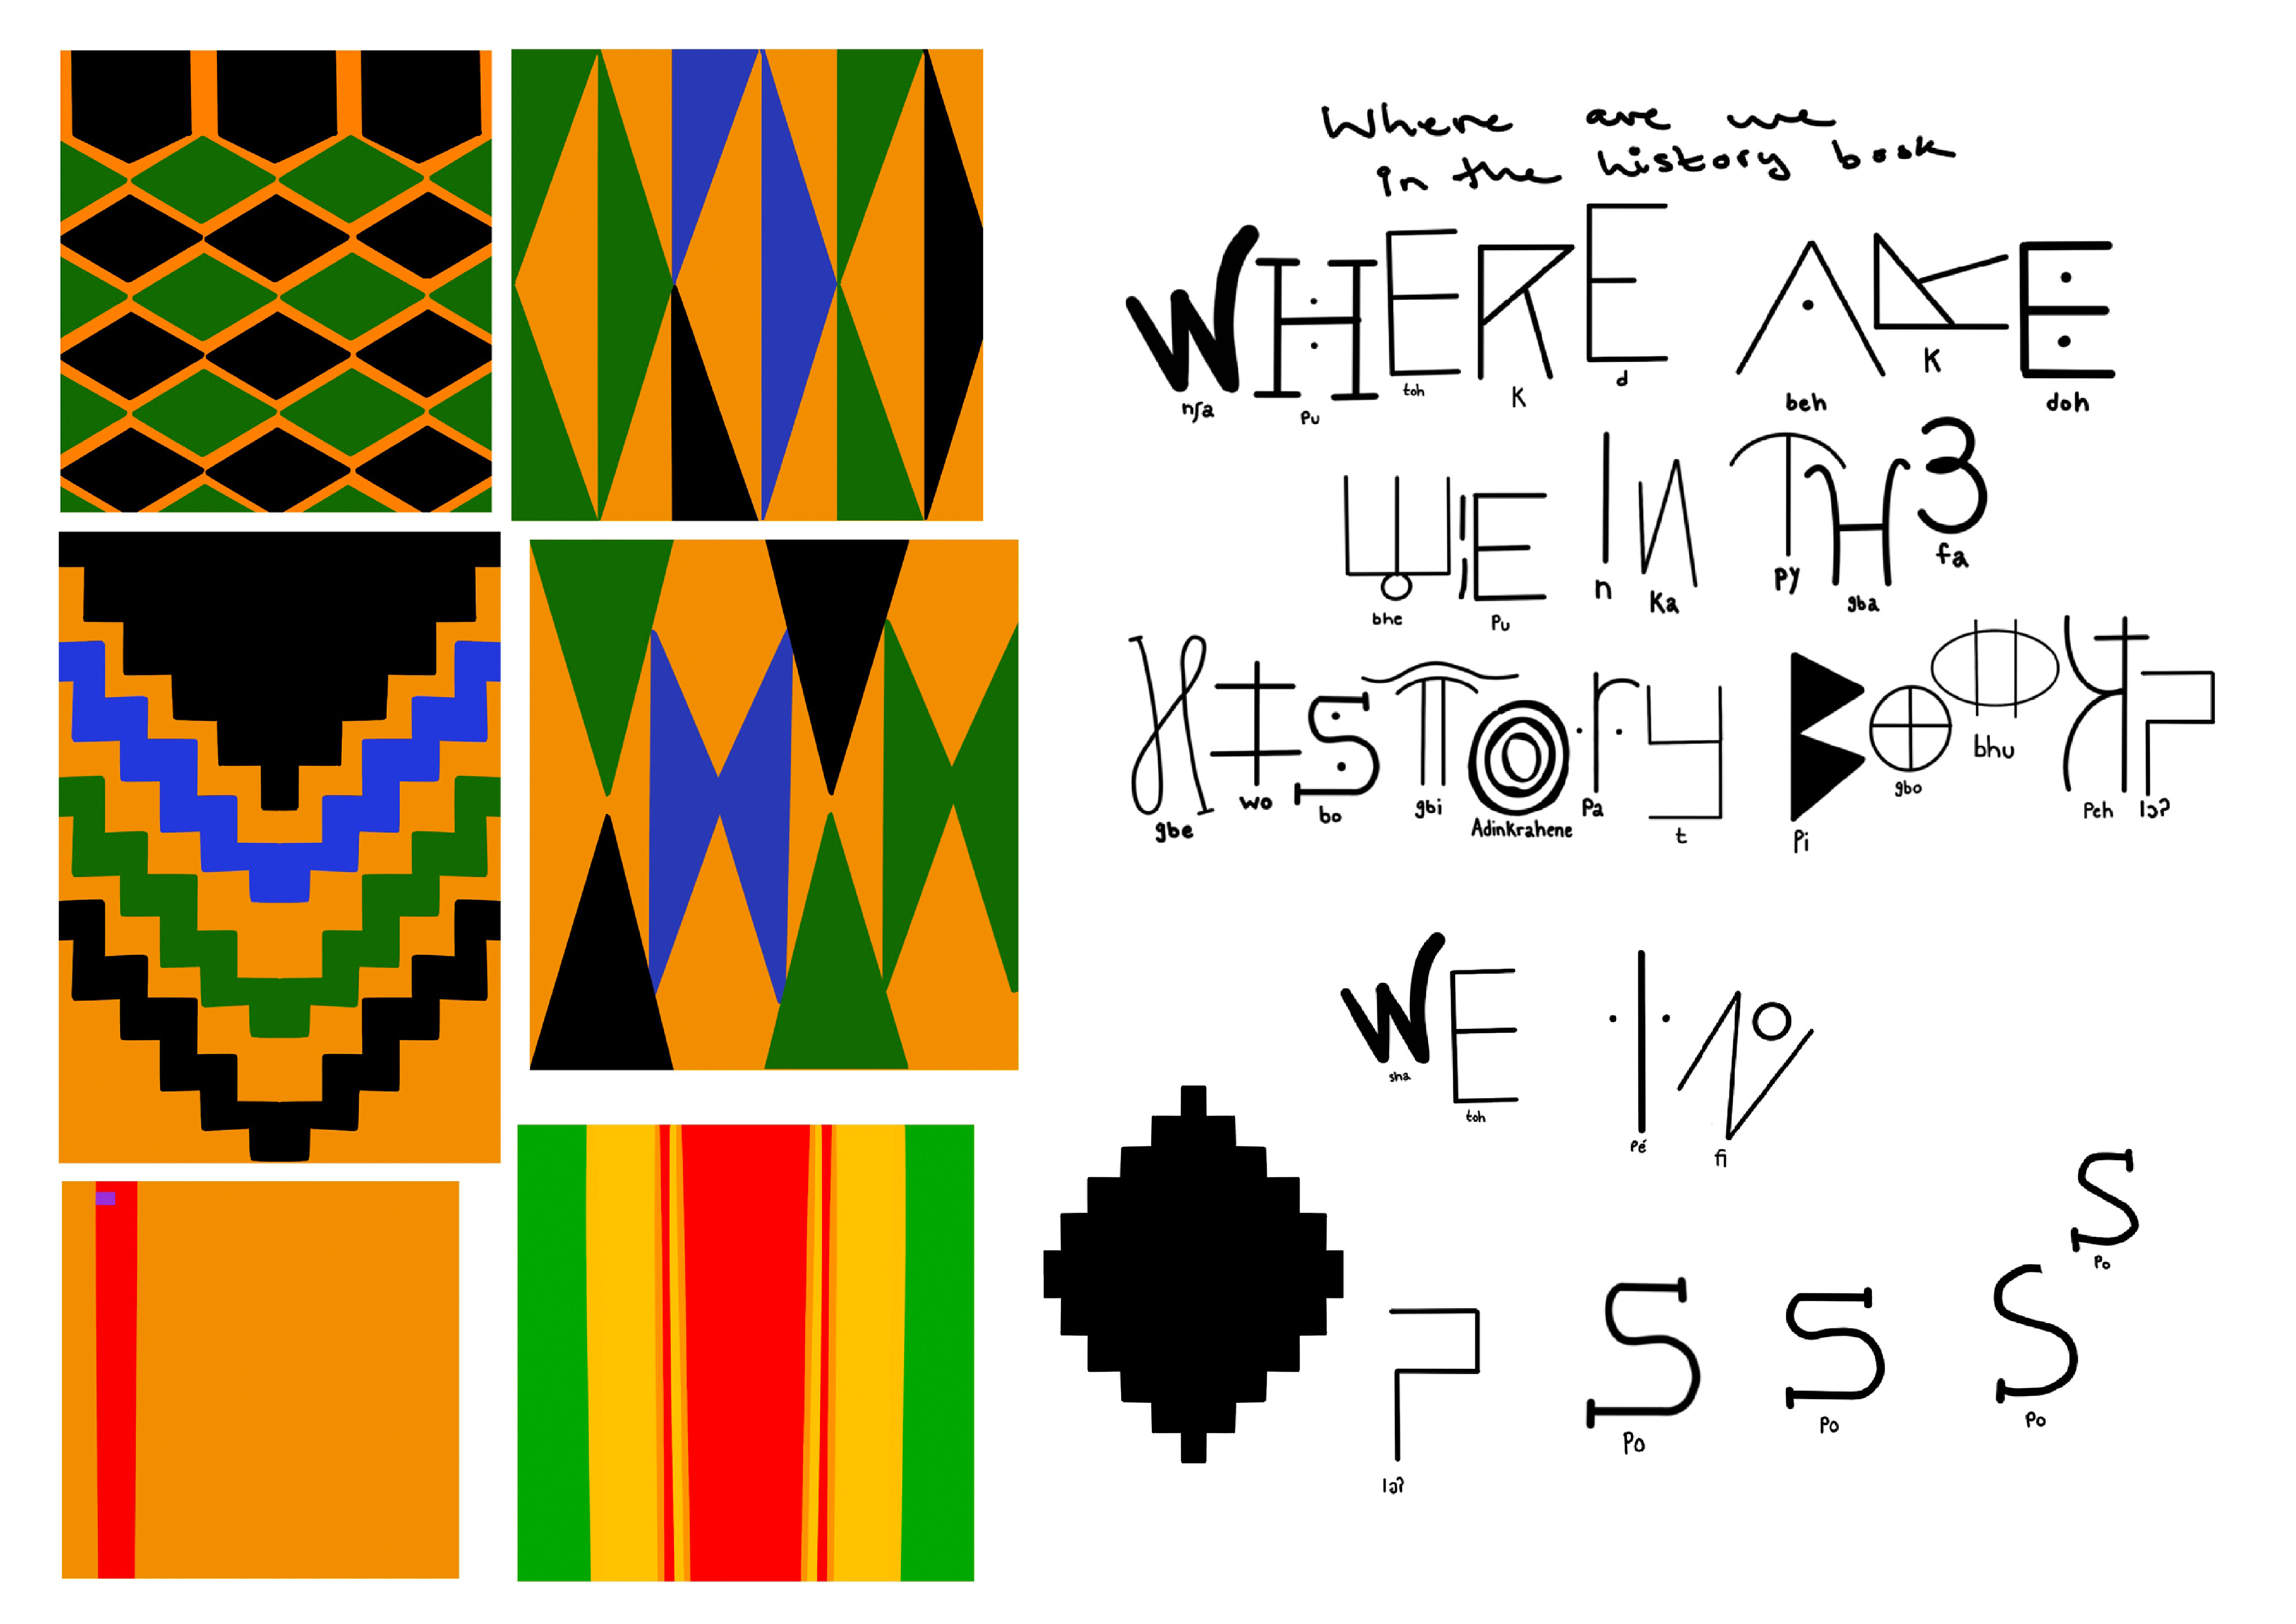 Where are we
in the history book
WHERE ARE
nʃa pu toh K d beh K doh
WE IN TH3
bhe Pu n Ka py gba fa
HISTORY BOOK
gbe wo bo gbi Adinkrahene Pa t Pi gbo bhu Peh lɔʔ
WE IN
sha toh pé fi
S
Po
S S S
lɔʔ Po Po Po